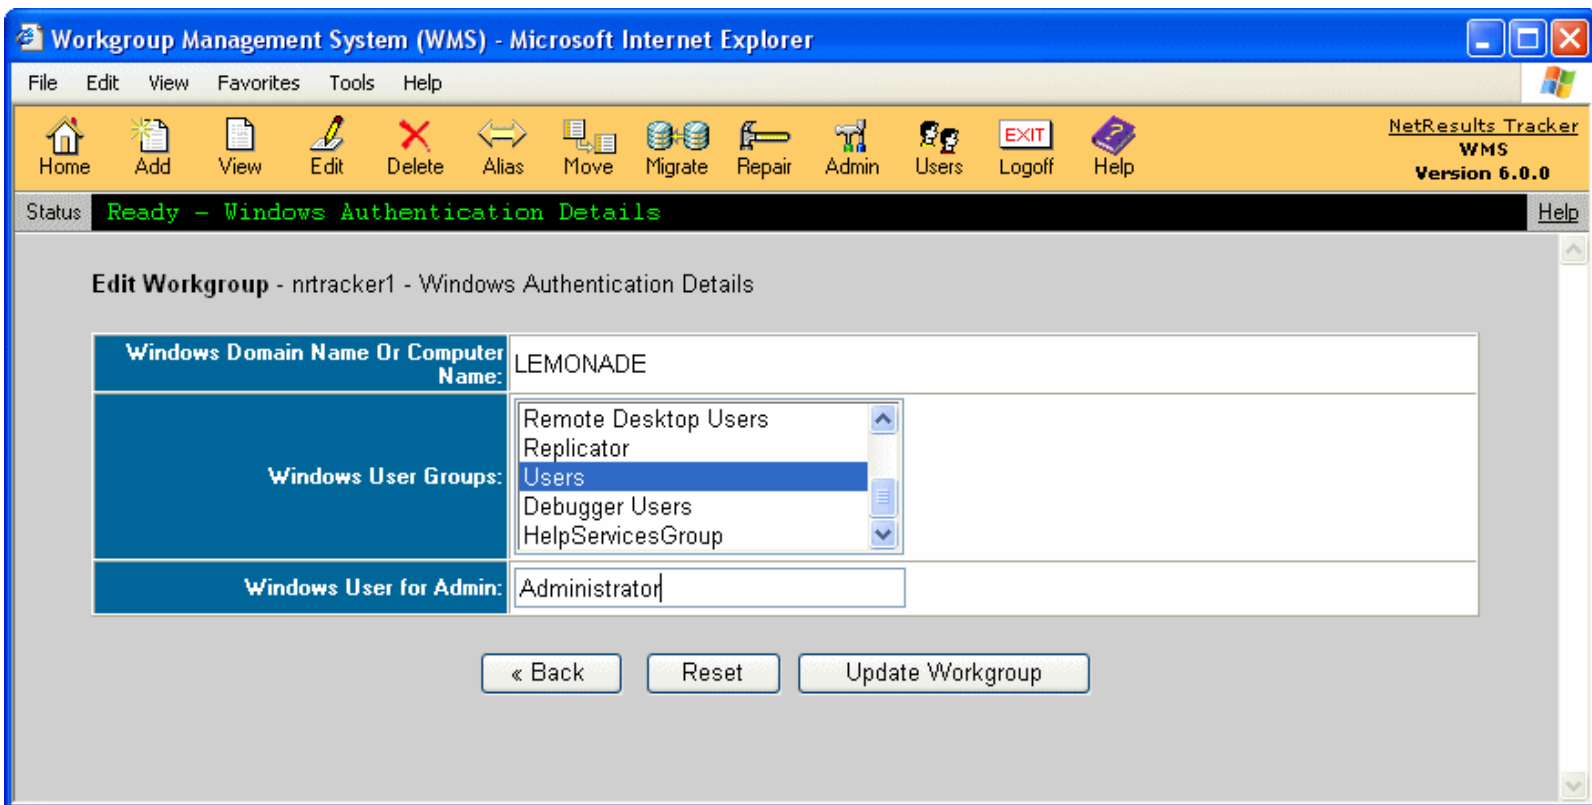 Workgroup Management System (WMS) - Microsoft Internet Explorer
File Edit View Favorites Tools Help
Home Add View Edit Delete Alias Move Migrate Repair Admin Users EXIT Logoff Help
NetResults Tracker
WMS
Version 6.0.0
Status Ready - Windows Authentication Details Help
Edit Workgroup - nrtracker1 - Windows Authentication Details
Windows Domain Name Or Computer Name: LEMONADE
Windows User Groups:
Remote Desktop Users
Replicator
Users
Debugger Users
HelpServicesGroup
Windows User for Admin: Administrator
« Back Reset Update Workgroup